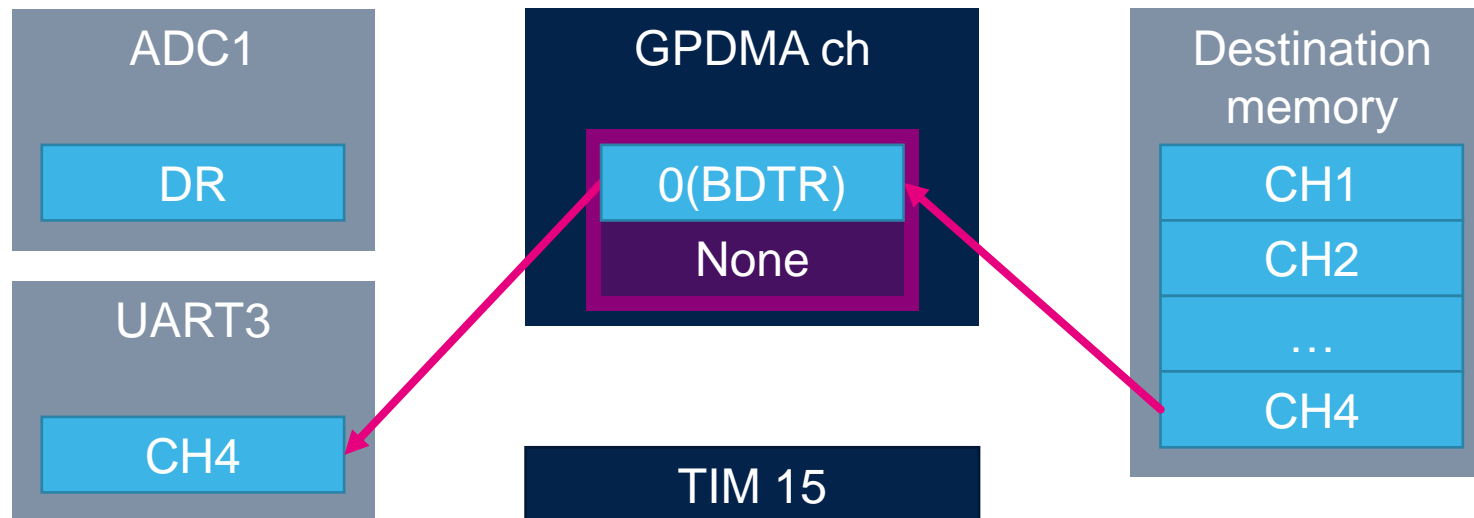 ADC1
DR
UART3
CH4
GPDMA ch
0(BDTR)
None
TIM 15
Destination
memory
CH1
CH2
…
CH4